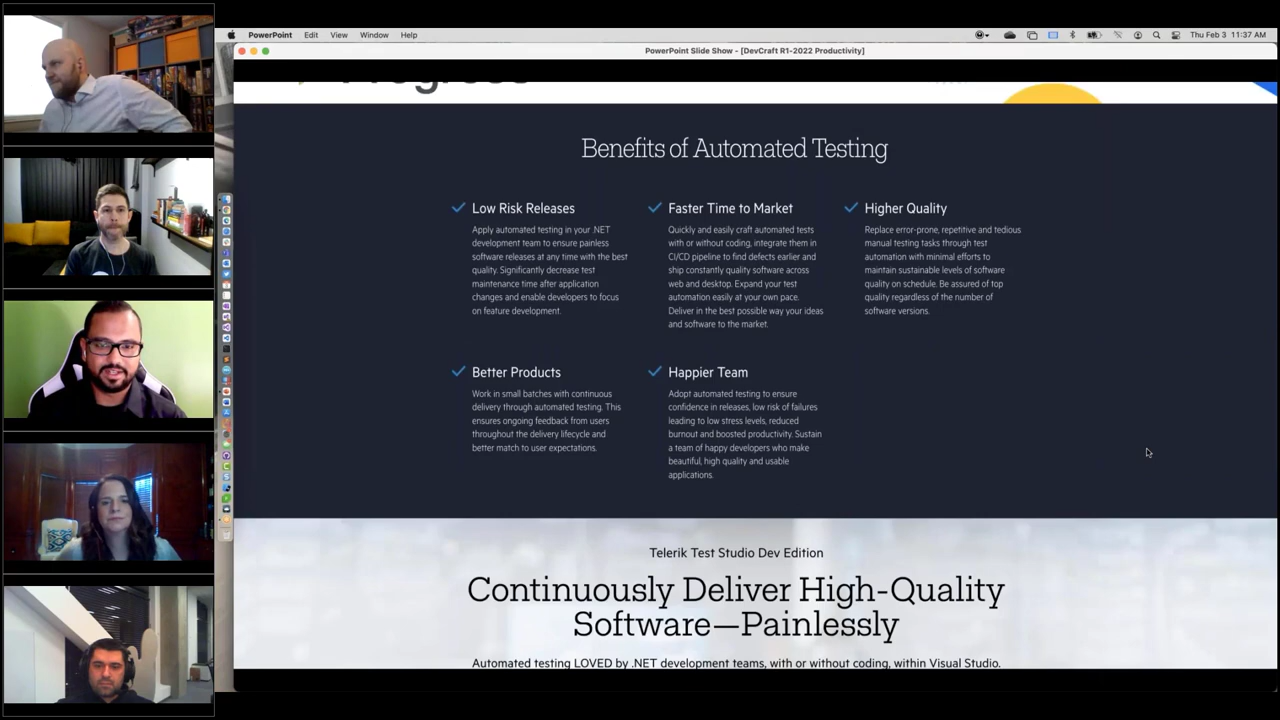 PowerPoint Edit View Window Help Thu Feb 3 11:37 AM
PowerPoint Slide Show - [DevCraft R1-2022 Productivity]
Progress
Benefits of Automated Testing
Low Risk Releases
Apply automated testing in your .NET
development team to ensure painless
software releases at any time with the best
quality. Significantly decrease test
maintenance time after application
changes and enable developers to focus
on feature development.
Faster Time to Market
Quickly and easily craft automated tests
with or without coding, integrate them in
CI/CD pipeline to find defects earlier and
ship constantly quality software across
web and desktop. Expand your test
automation easily at your own pace.
Deliver in the best possible way your ideas
and software to the market.
Higher Quality
Replace error-prone, repetitive and tedious
manual testing tasks through test
automation with minimal efforts to
maintain sustainable levels of software
quality on schedule. Be assured of top
quality regardless of the number of
software versions.
Better Products
Work in small batches with continuous
delivery through automated testing. This
ensures ongoing feedback from users
throughout the delivery lifecycle and
better match to user expectations.
Happier Team
Adopt automated testing to ensure
confidence in releases, low risk of failures
leading to low stress levels, reduced
burnout and boosted productivity. Sustain
a team of happy developers who make
beautiful, high quality and usable
applications.
Telerik Test Studio Dev Edition
Continuously Deliver High-Quality
Software—Painlessly
Automated testing LOVED by .NET development teams, with or without coding, within Visual Studio.